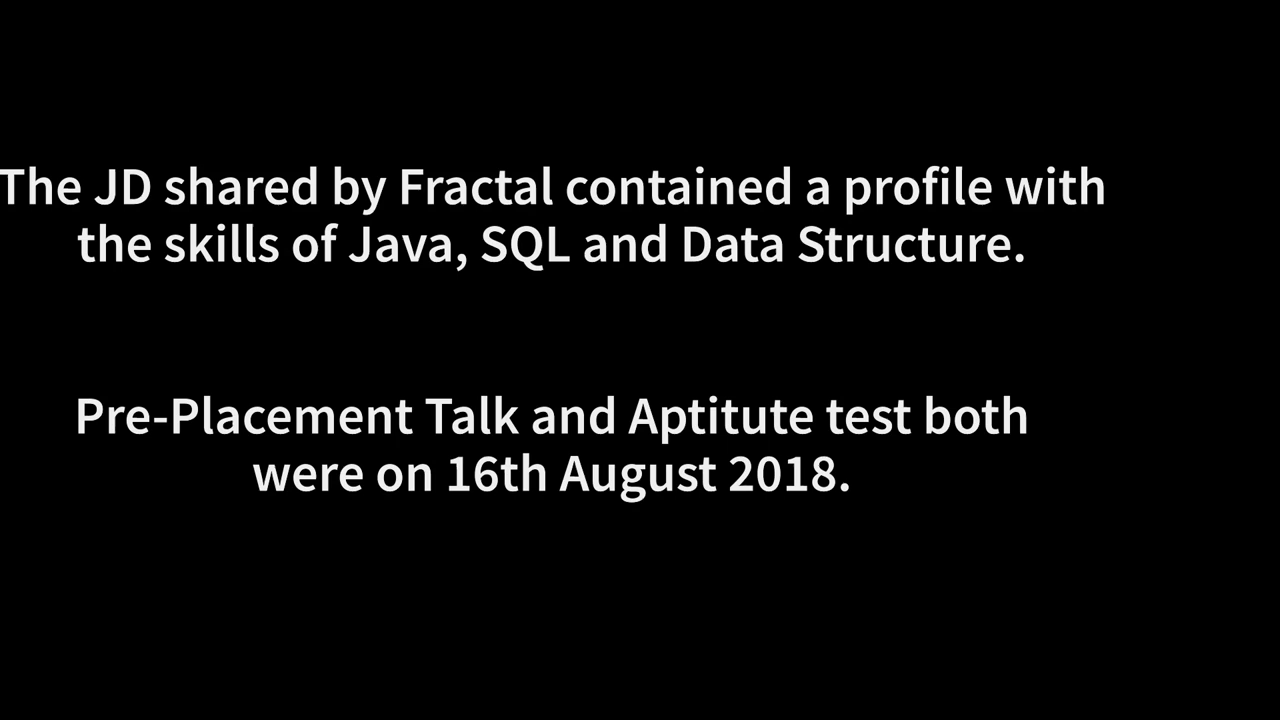 The JD shared by Fractal contained a profile with
the skills of Java, SQL and Data Structure.
Pre-Placement Talk and Aptitute test both
were on 16th August 2018.